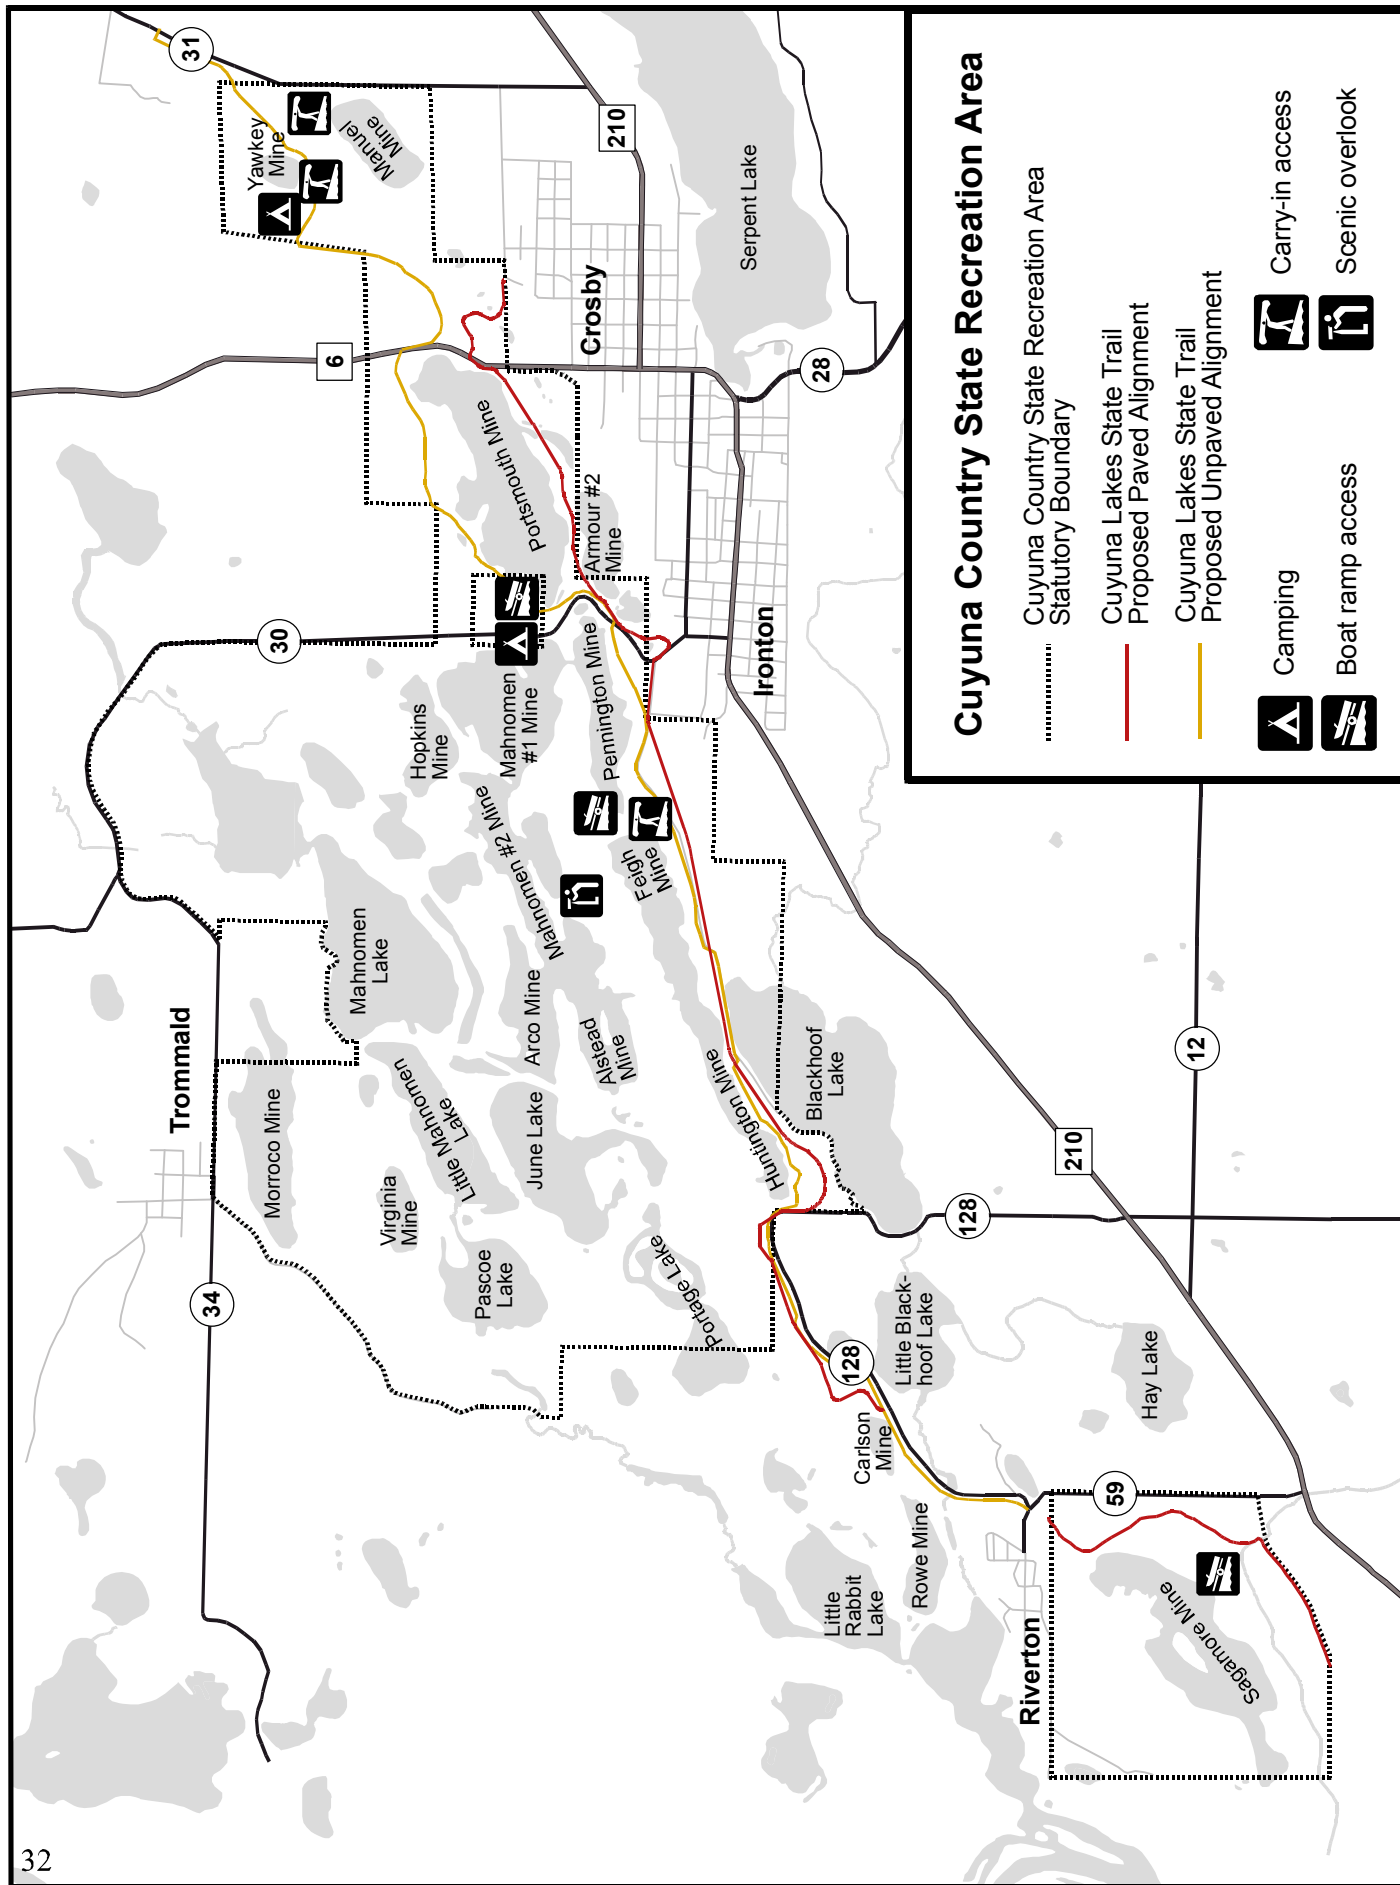 32
Cuyuna Country State Recreation Area
Cuyuna Country State Recreation Area
Statutory Boundary
Cuyuna Lakes State Trail
Proposed Paved Alignment
Cuyuna Lakes State Trail
Proposed Unpaved Alignment
Camping
Carry-in access
Boat ramp access
Scenic overlook
Trommald
34
Morroco Mine
Mahnomen
Lake
Virginia
Mine
Little Mahnomen
Lake
Pascoe
Lake
June Lake
Arco Mine
Alstead
Mine
Portage Lake
Mahnomen #2 Mine
Hopkins
Mine
Mahnomen
#1 Mine
30
Pennington Mine
Feigh
Mine
Huntington Mine
Blackhoof
Lake
Portsmouth Mine
Armour #2
Mine
6
Yawkey
Mine
Manuel
Mine
31
210
Crosby
Serpent Lake
28
Ironton
12
210
128
128
Little Black-
hoof Lake
Hay Lake
Carlson
Mine
Rowe Mine
Little
Rabbit
Lake
Riverton
59
Sagamore Mine